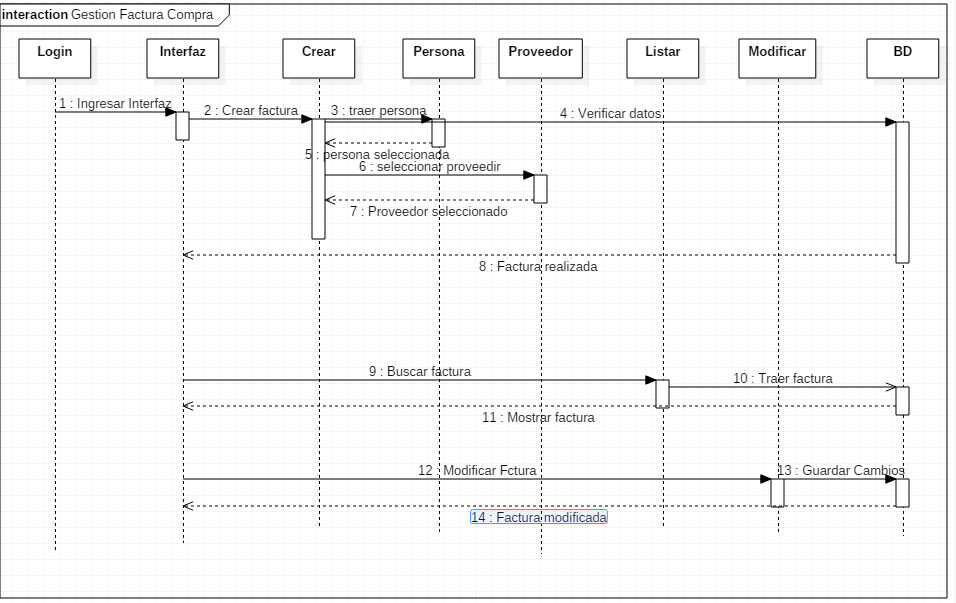 interaction Gestion Factura Compra
Login
Interfaz
Crear
Persona
Proveedor
Listar
Modificar
BD
1 : Ingresar Interfaz
2 : Crear factura
3 : traer persona
4 : Verificar datos
5 : persona seleccionada
6 : seleccionar proveedir
7 : Proveedor seleccionado
8 : Factura realizada
9 : Buscar factura
10 : Traer factura
11 : Mostrar factura
12 : Modificar Fctura
13 : Guardar Cambios
14 : Factura modificada